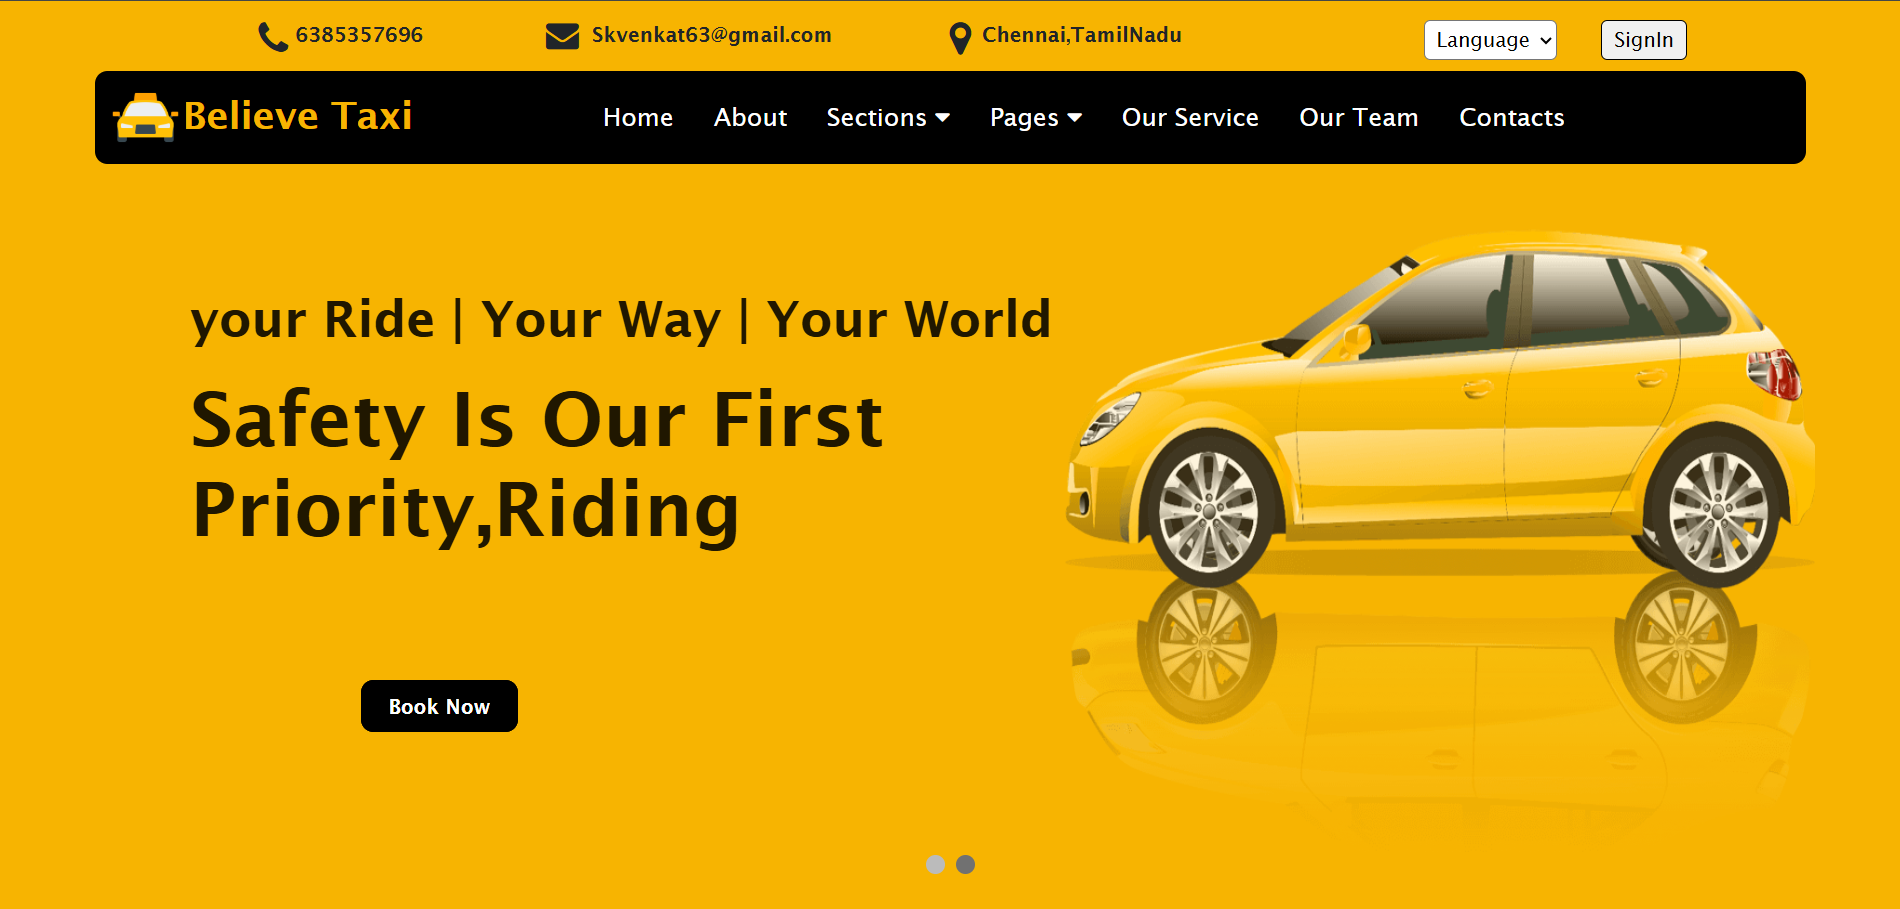 6385357696 Skvenkat63@gmail.com Chennai,TamilNadu Language SignIn
Believe Taxi Home About Sections Pages Our Service Our Team Contacts
your Ride | Your Way | Your World
Safety Is Our First
Priority,Riding
Book Now